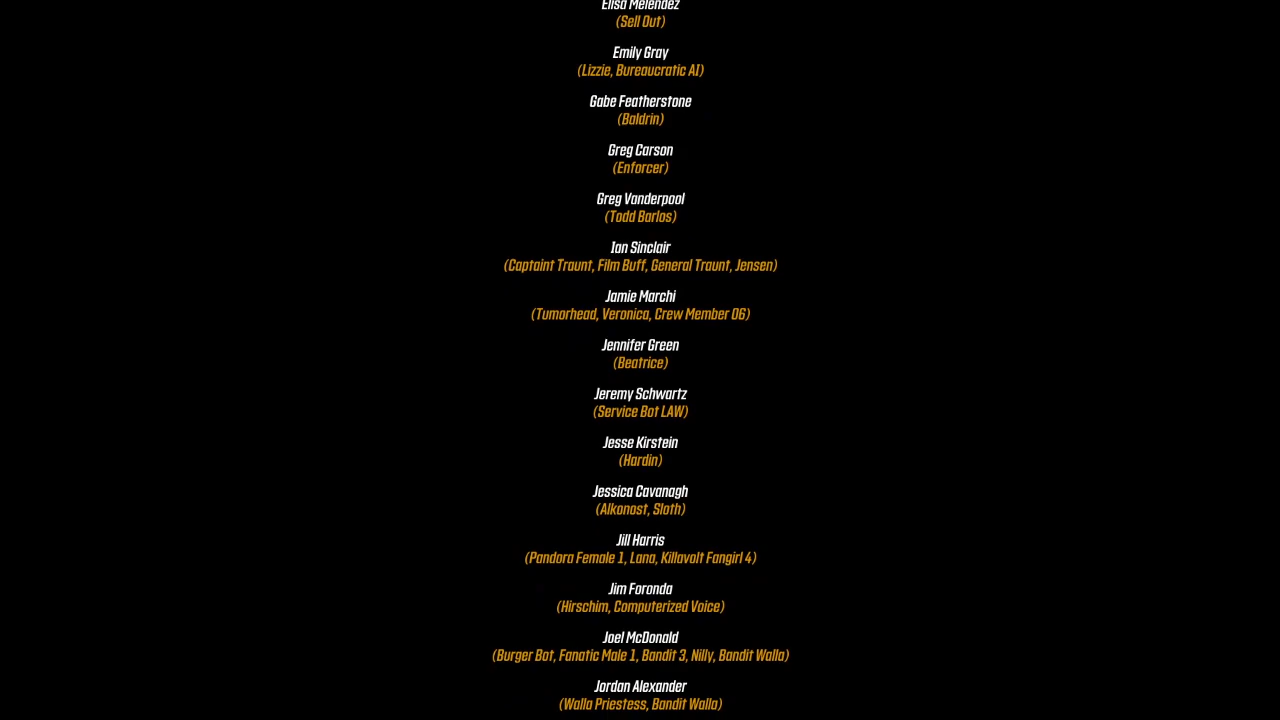 Elisa Melendez
(Sell Out)
Emily Gray
(Lizzie, Bureaucratic AI)
Gabe Featherstone
(Baldrin)
Greg Carson
(Enforcer)
Greg Vanderpool
(Todd Barlos)
Ian Sinclair
(Captaint Traunt, Film Buff, General Traunt, Jensen)
Jamie Marchi
(Tumorhead, Veronica, Crew Member 06)
Jennifer Green
(Beatrice)
Jeremy Schwartz
(Service Bot LAW)
Jesse Kirstein
(Hardin)
Jessica Cavanagh
(Alkonost, Sloth)
Jill Harris
(Pandora Female 1, Lana, Killavolt Fangirl 4)
Jim Foronda
(Hirschim, Computerized Voice)
Joel McDonald
(Burger Bot, Fanatic Male 1, Bandit 3, Nilly, Bandit Walla)
Jordan Alexander
(Walla Priestess, Bandit Walla)